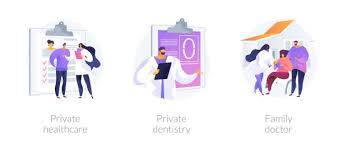 Private
healthcare
Private
dentistry
Family
doctor